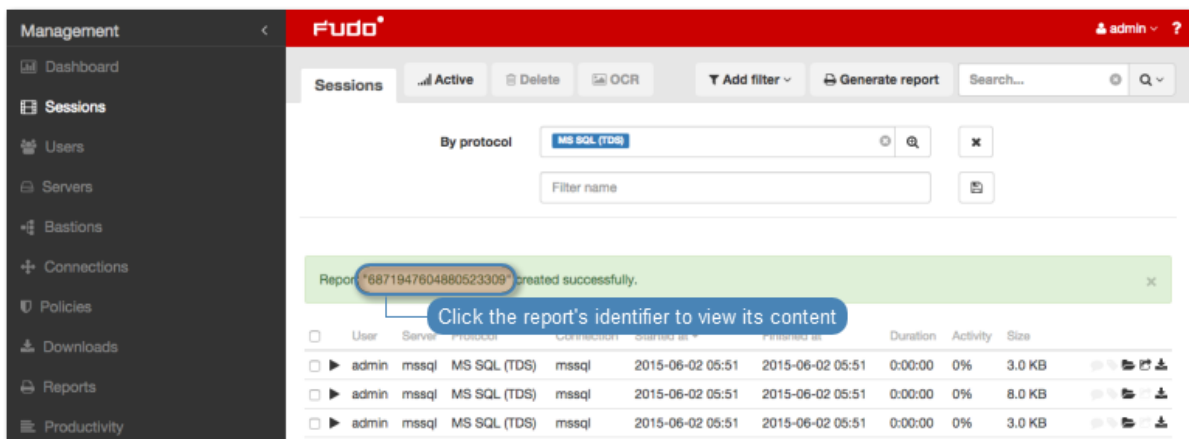 Management
Dashboard
Sessions
Users
Servers
Bastions
Connections
Policies
Downloads
Reports
Productivity
FUDO
admin ?
Sessions Active Delete OCR Add filter Generate report Search...
By protocol MS SQL (TDS)
Filter name
Report "6871947604880523309" created successfully.
Click the report's identifier to view its content
User Server Protocol Connection Started at Finished at Duration Activity Size
admin mssql MS SQL (TDS) mssql 2015-06-02 05:51 2015-06-02 05:51 0:00:00 0% 3.0 KB
admin mssql MS SQL (TDS) mssql 2015-06-02 05:51 2015-06-02 05:51 0:00:00 0% 8.0 KB
admin mssql MS SQL (TDS) mssql 2015-06-02 05:51 2015-06-02 05:51 0:00:00 0% 3.0 KB